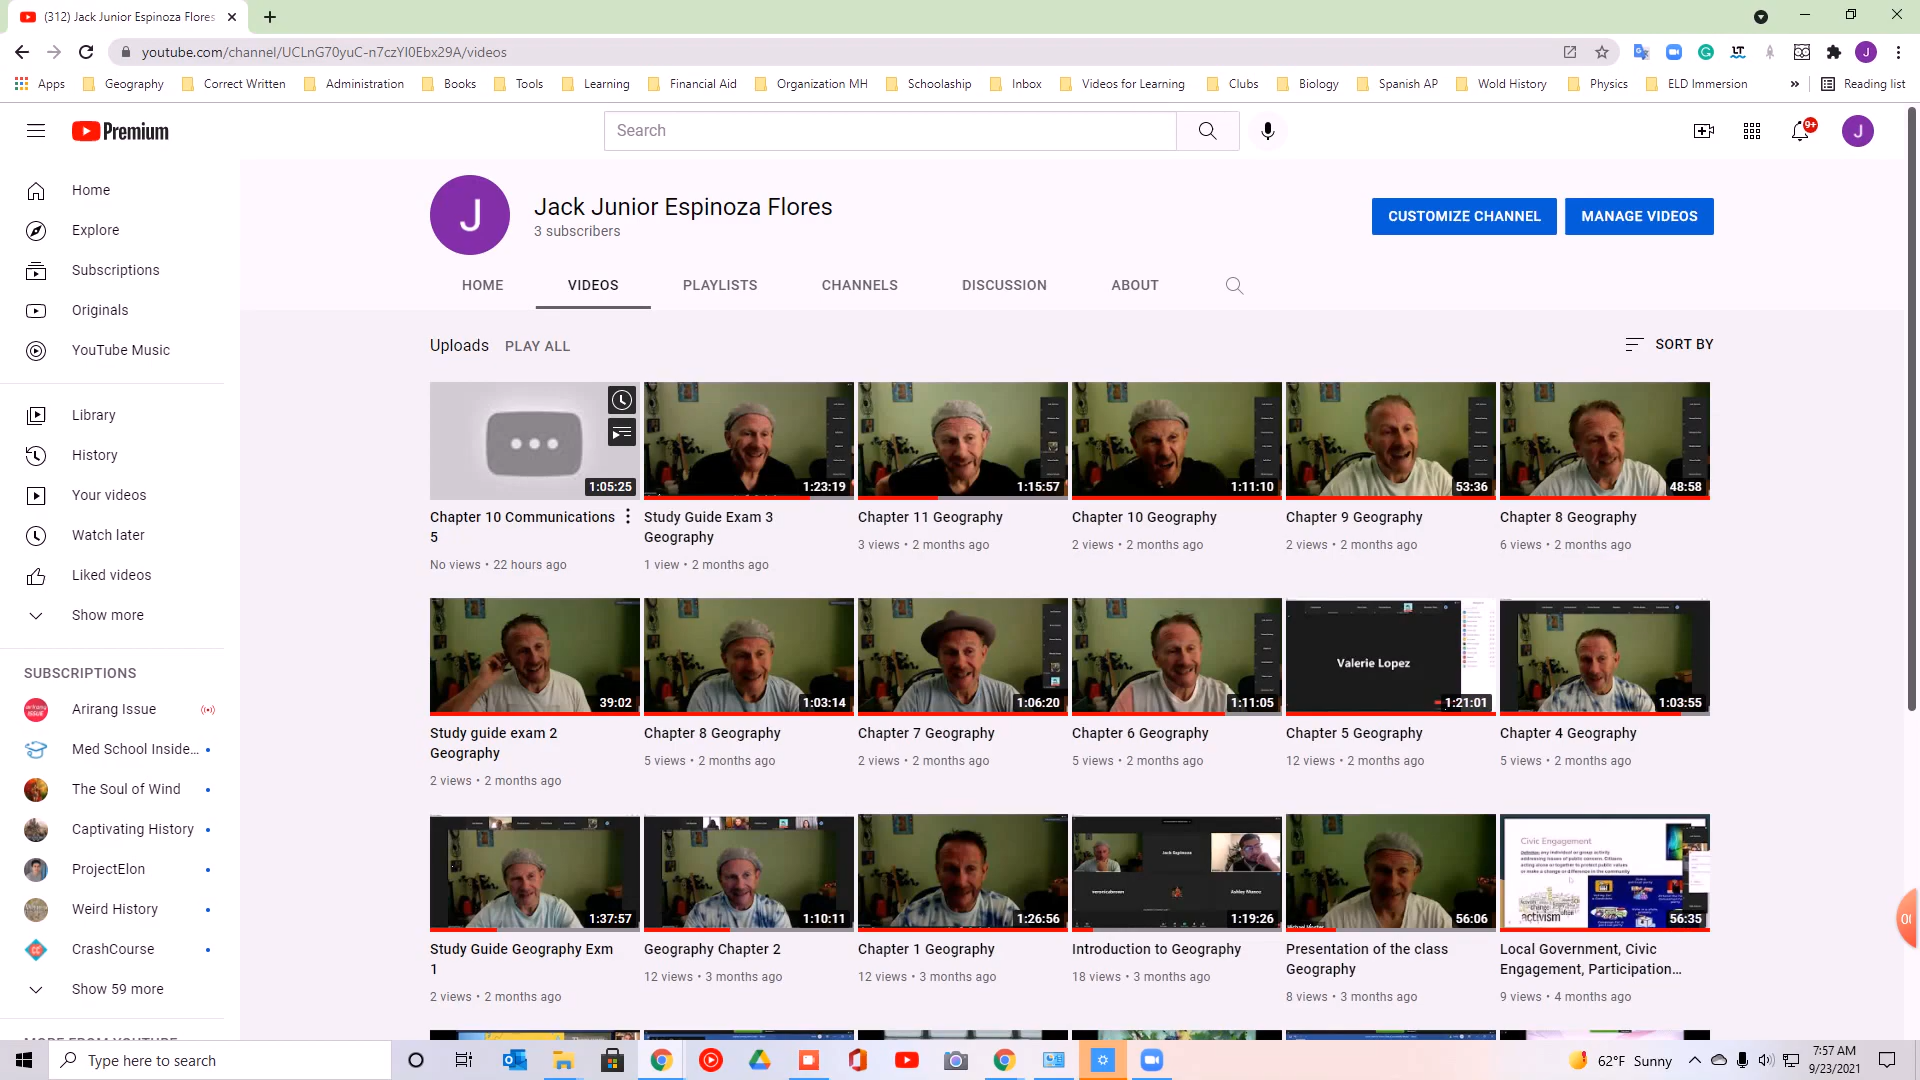 (312) Jack Junior Espinoza Flores
youtube.com/channel/UCLnG70yuC-n7czYl0Ebx29A/videos
Apps
Geography
Correct Written
Administration
Books
Tools
Learning
Financial Aid
Organization MH
Schoolaship
Inbox
Videos for Learning
Clubs
Biology
Spanish AP
Wold History
Physics
ELD Immersion
Reading list
Premium
Search
9+
J
Home
Explore
Subscriptions
Originals
YouTube Music
Library
History
Your videos
Watch later
Liked videos
Show more
SUBSCRIPTIONS
Arirang Issue
Med School Inside...
The Soul of Wind
Captivating History
ProjectElon
Weird History
CrashCourse
Show 59 more
J
Jack Junior Espinoza Flores
3 subscribers
CUSTOMIZE CHANNEL
MANAGE VIDEOS
HOME
VIDEOS
PLAYLISTS
CHANNELS
DISCUSSION
ABOUT
Uploads
PLAY ALL
SORT BY
1:05:25
Chapter 10 Communications
5
No views • 22 hours ago
1:23:19
Study Guide Exam 3
Geography
1 view • 2 months ago
1:15:57
Chapter 11 Geography
3 views • 2 months ago
1:11:10
Chapter 10 Geography
2 views • 2 months ago
53:36
Chapter 9 Geography
2 views • 2 months ago
48:58
Chapter 8 Geography
6 views • 2 months ago
39:02
Study guide exam 2
Geography
2 views • 2 months ago
1:03:14
Chapter 8 Geography
5 views • 2 months ago
1:06:20
Chapter 7 Geography
2 views • 2 months ago
1:11:05
Chapter 6 Geography
5 views • 2 months ago
Valerie Lopez
1:21:01
Chapter 5 Geography
12 views • 2 months ago
1:03:55
Chapter 4 Geography
5 views • 2 months ago
1:37:57
Study Guide Geography Exm
1
2 views • 2 months ago
1:10:11
Geography Chapter 2
12 views • 3 months ago
1:26:56
Chapter 1 Geography
12 views • 3 months ago
Jack Espinoza
1:19:26
Introduction to Geography
18 views • 3 months ago
56:06
Presentation of the class
Geography
8 views • 3 months ago
Civic Engagement
activism
56:35
Local Government, Civic
Engagement, Participation...
9 views • 4 months ago
Type here to search
62°F Sunny
7:57 AM
9/23/2021